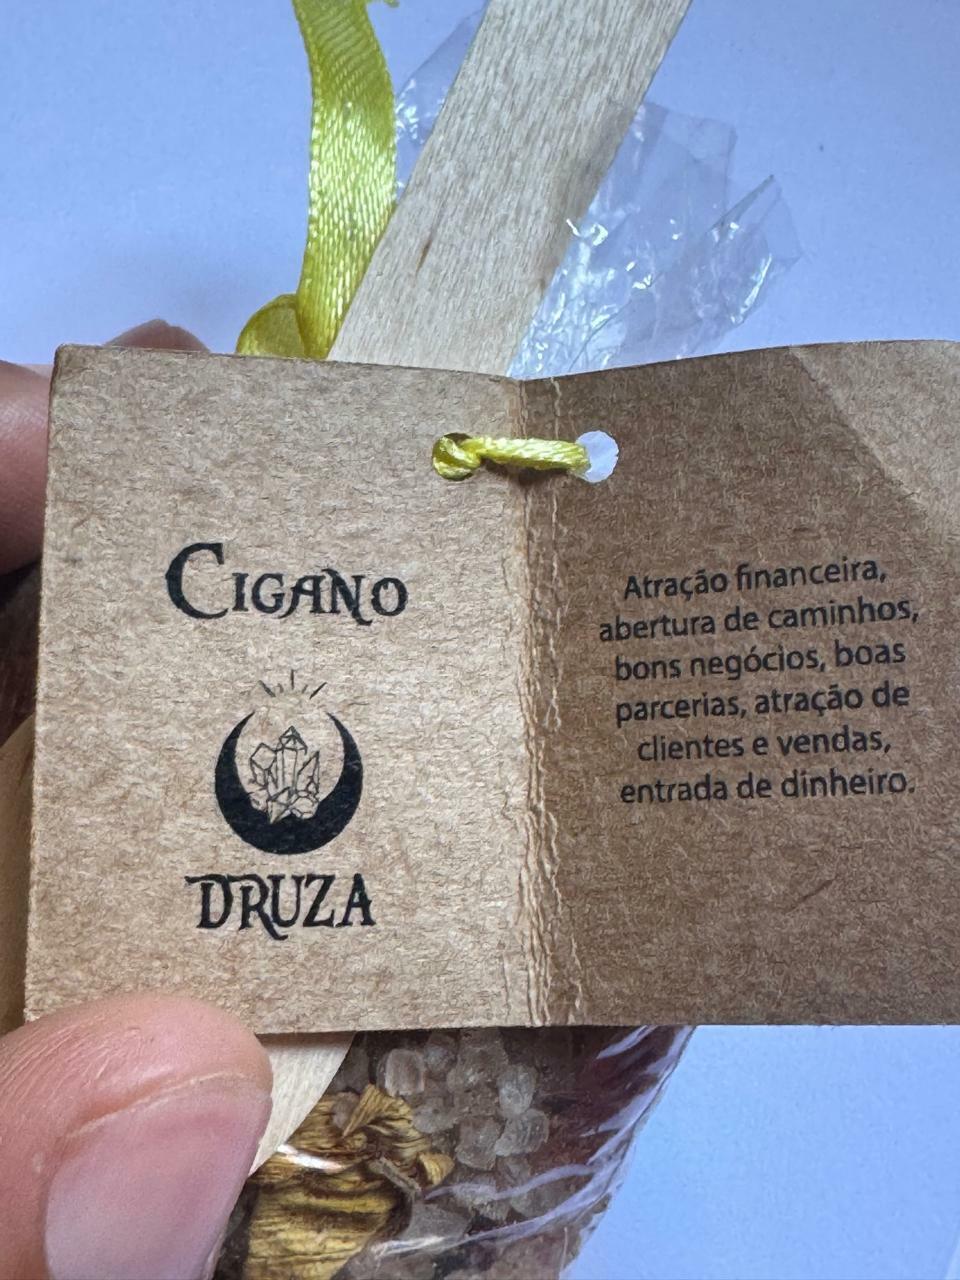 Cigano
DRUZA
Atração financeira,
abertura de caminhos,
bons negócios, boas
parcerias, atração de
clientes e vendas,
entrada de dinheiro.